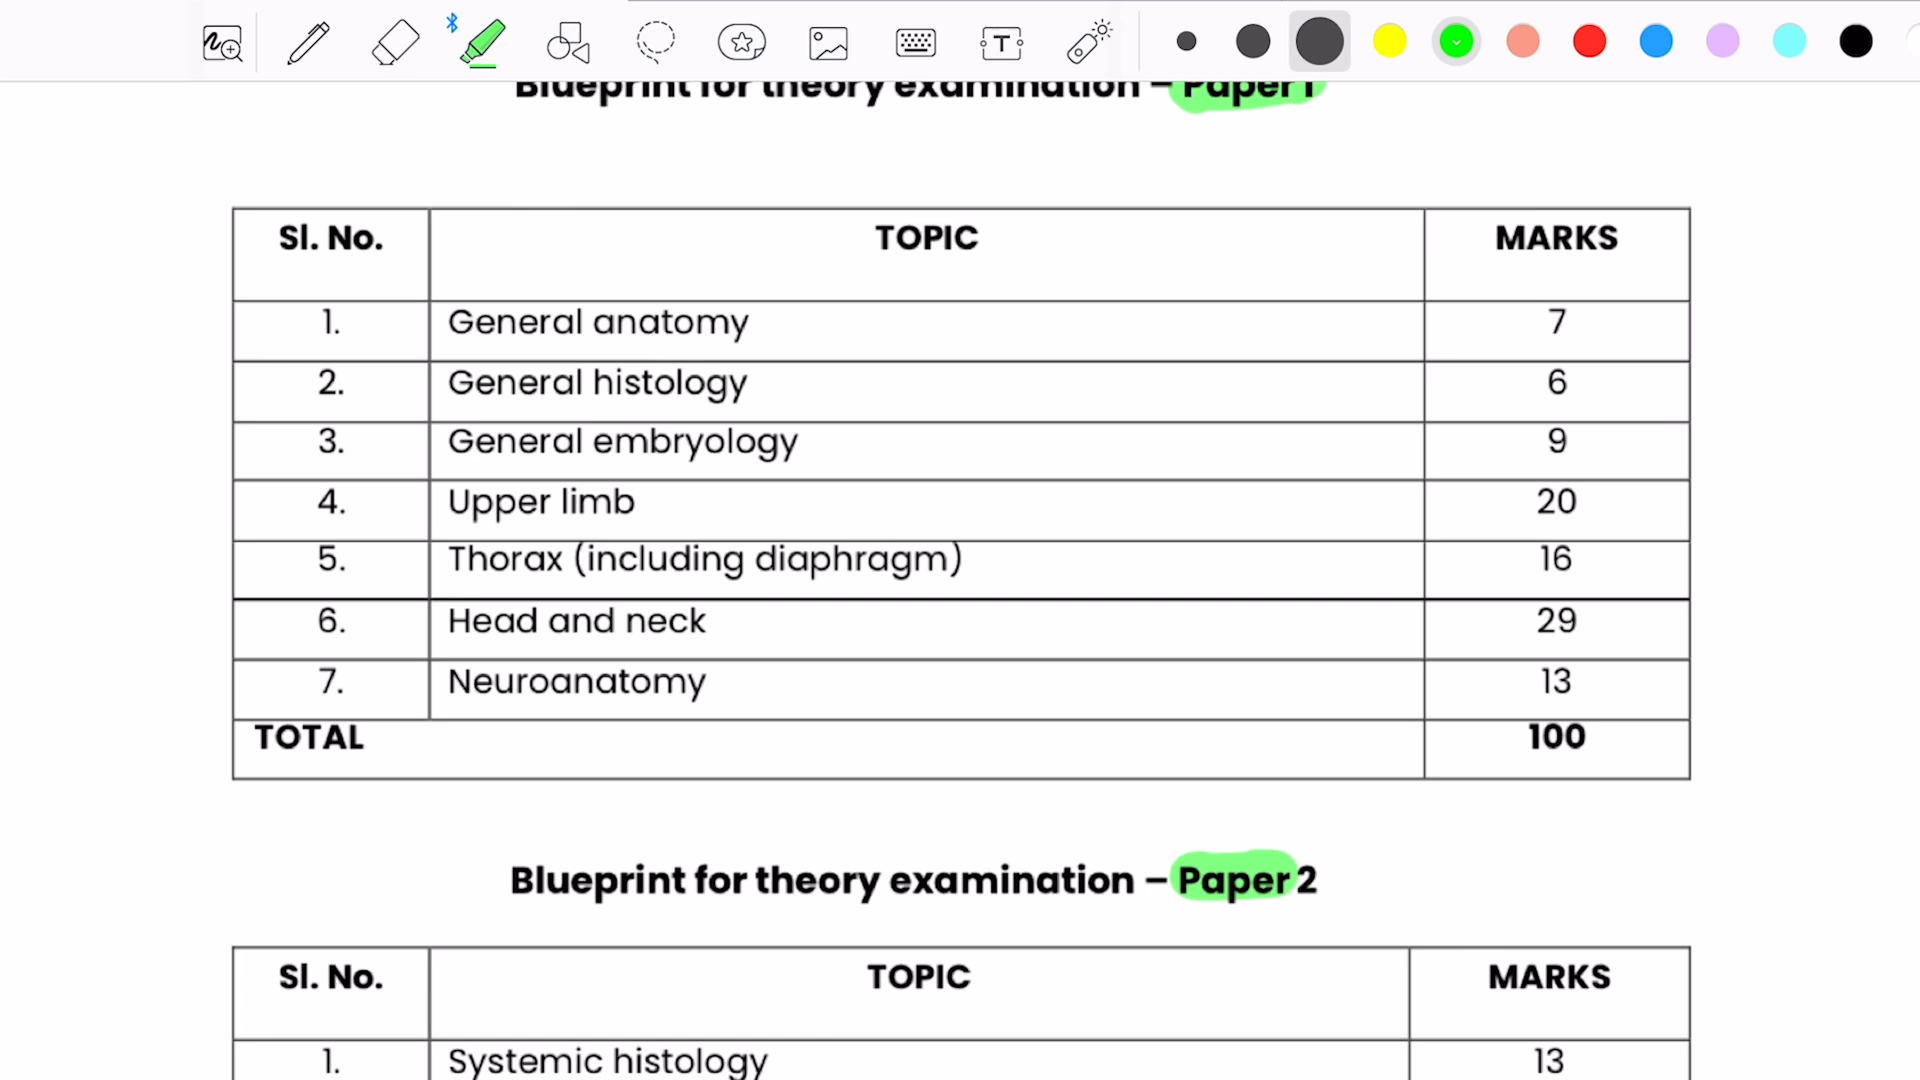 Blueprint for theory examination – Paper 1
Sl. No. TOPIC MARKS
1. General anatomy 7
2. General histology 6
3. General embryology 9
4. Upper limb 20
5. Thorax (including diaphragm) 16
6. Head and neck 29
7. Neuroanatomy 13
TOTAL 100
Blueprint for theory examination – Paper 2
Sl. No. TOPIC MARKS
1. Systemic histology 13